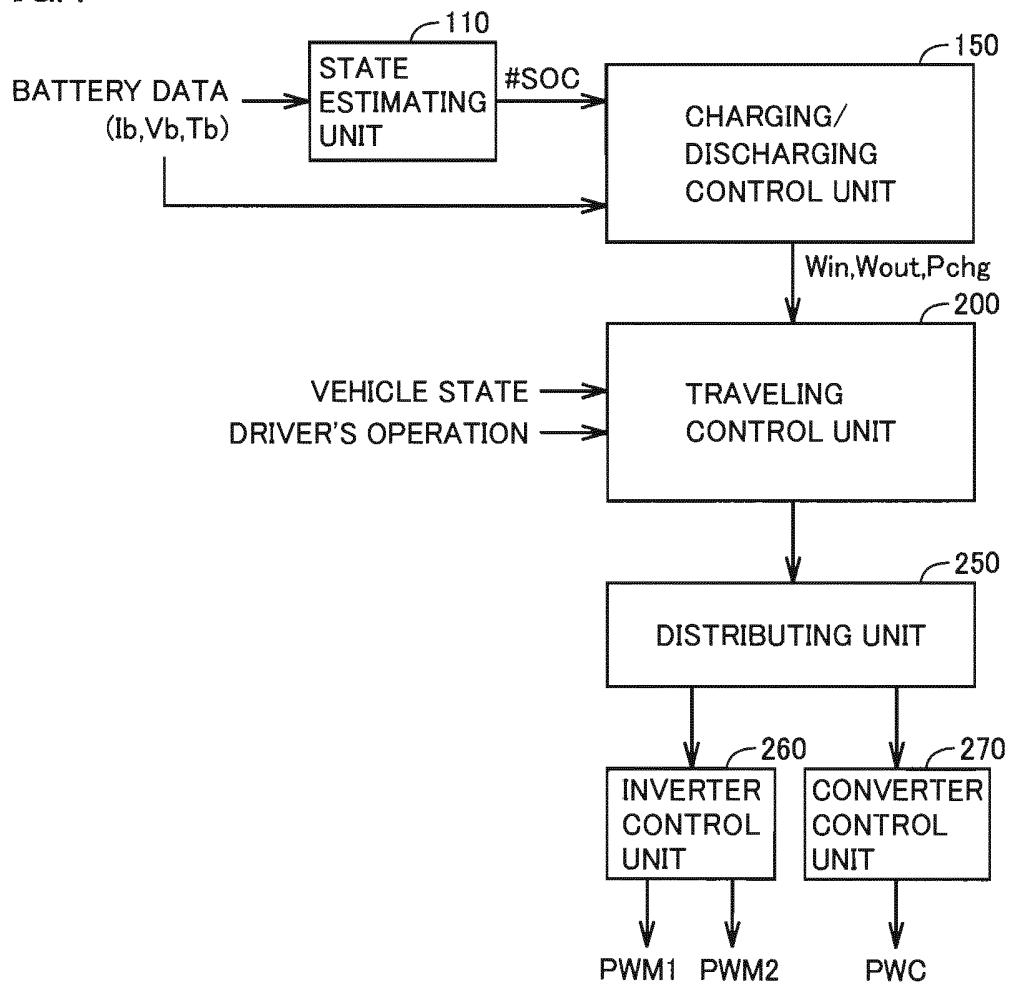 110
150
BATTERY DATA
(Ib,Vb,Tb)
STATE
ESTIMATING
UNIT
#SOC
CHARGING/
DISCHARGING
CONTROL UNIT
Win,Wout,Pchg
200
VEHICLE STATE
DRIVER'S OPERATION
TRAVELING
CONTROL UNIT
250
DISTRIBUTING UNIT
260
270
INVERTER
CONTROL
UNIT
CONVERTER
CONTROL
UNIT
PWM1
PWM2
PWC